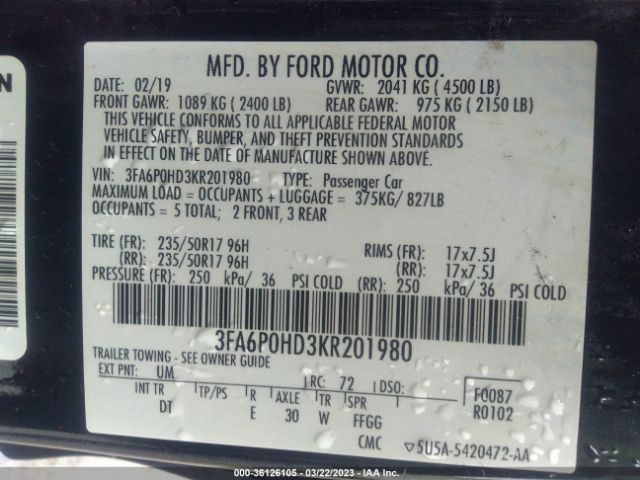 N
MFD. BY FORD MOTOR CO.
DATE: 02/19 GVWR: 2041 KG ( 4500 LB)
FRONT GAWR: 1089 KG ( 2400 LB) REAR GAWR: 975 KG ( 2150 LB)
THIS VEHICLE CONFORMS TO ALL APPLICABLE FEDERAL MOTOR
VEHICLE SAFETY, BUMPER, AND THEFT PREVENTION STANDARDS
IN EFFECT ON THE DATE OF MANUFACTURE SHOWN ABOVE.
VIN: 3FA6P0HD3KR201980 TYPE: Passenger Car
MAXIMUM LOAD = OCCUPANTS + LUGGAGE = 375KG/ 827LB
OCCUPANTS = 5 TOTAL; 2 FRONT, 3 REAR
TIRE (FR): 235/50R17 96H RIMS (FR): 17x7.5J
(RR): 235/50R17 96H (RR): 17x7.5J
PRESSURE (FR): 250 kPa/ 36 PSI COLD (RR): 250 kPa/ 36 PSI COLD
3FA6P0HD3KR201980
TRAILER TOWING - SEE OWNER GUIDE
EXT PNT: UM RC: 72 DSO: F0087
INT TR TP/PS R AXLE TR SPR R0102
DT E 30 W FFGG
CMC ▽5U5A-5420472-AA
000-36126105 - 03/22/2023 - IAA Inc.